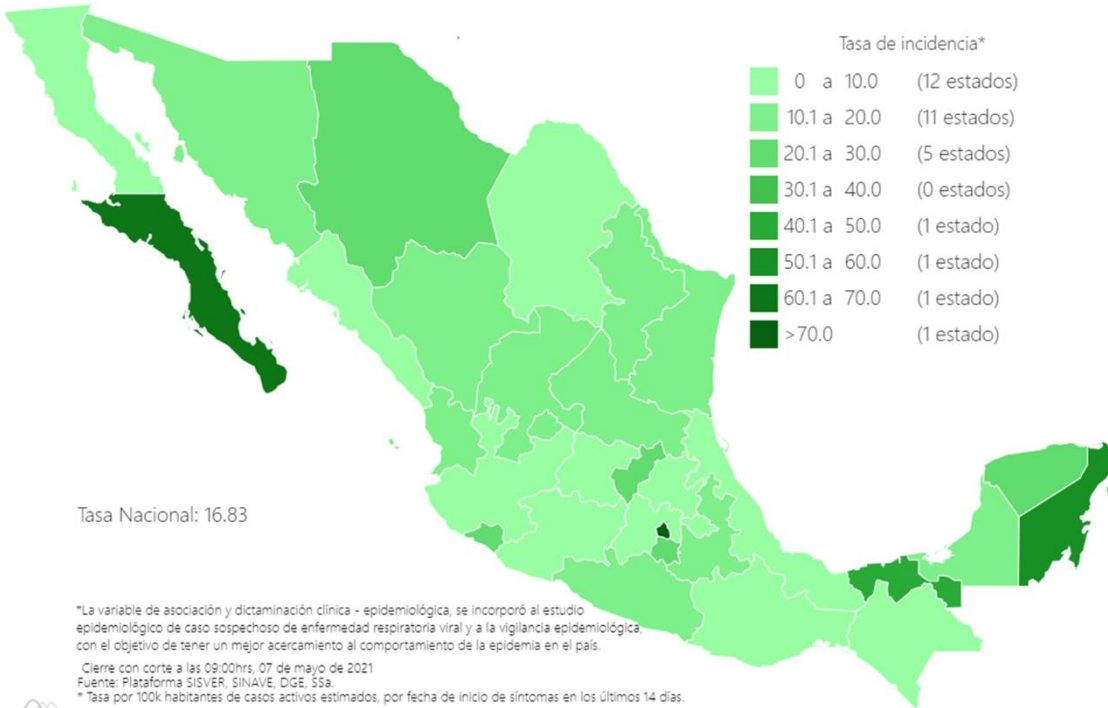 Tasa de incidencia*
0 a 10.0 (12 estados)
10.1 a 20.0 (11 estados)
20.1 a 30.0 (5 estados)
30.1 a 40.0 (0 estados)
40.1 a 50.0 (1 estado)
50.1 a 60.0 (1 estado)
60.1 a 70.0 (1 estado)
>70.0 (1 estado)
Tasa Nacional: 16.83
*La variable de asociación y dictaminación clínica - epidemiológica, se incorporó al estudio
epidemiológico de caso sospechoso de enfermedad respiratoria viral y a la vigilancia epidemiológica,
con el objetivo de tener un mejor acercamiento al comportamiento de la epidemia en el país.
Cierre con corte a las 09:00hrs, 07 de mayo de 2021
Fuente: Plataforma SISVER, SINAVE, DGE, SSa.
* Tasa por 100k habitantes de casos activos estimados, por fecha de inicio de síntomas en los últimos 14 días.